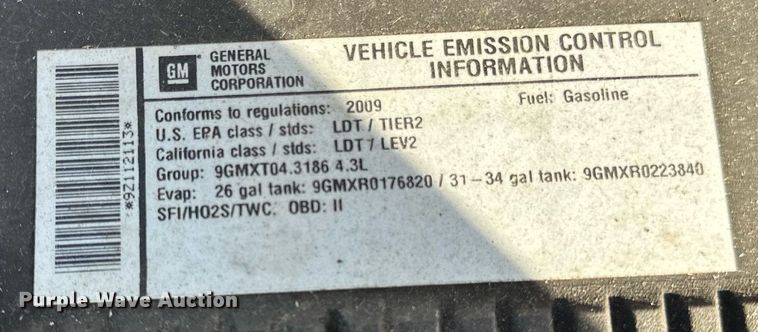 GM
GENERAL
MOTORS
CORPORATION
VEHICLE EMISSION CONTROL
INFORMATION
Conforms to regulations: 2009 Fuel: Gasoline
U.S. EPA class / stds: LDT / TIER2
California class / stds: LDT / LEV2
Group: 9GMXT04.3186 4.3L
Evap: 26 gal tank: 9GMXR0176820 / 31-34 gal tank: 9GMXR0223840
SFI/HO2S/TWC. OBD: II
*9Z112113*
Purple Wave Auction